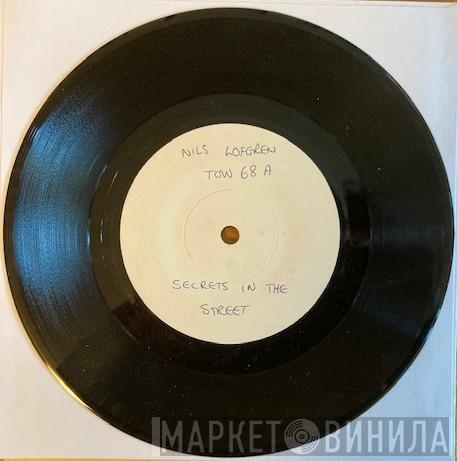 NILS LOFGREN
TOW 68 A
SECRETS IN THE
STREET
МАРКЕТ ВИНИЛА